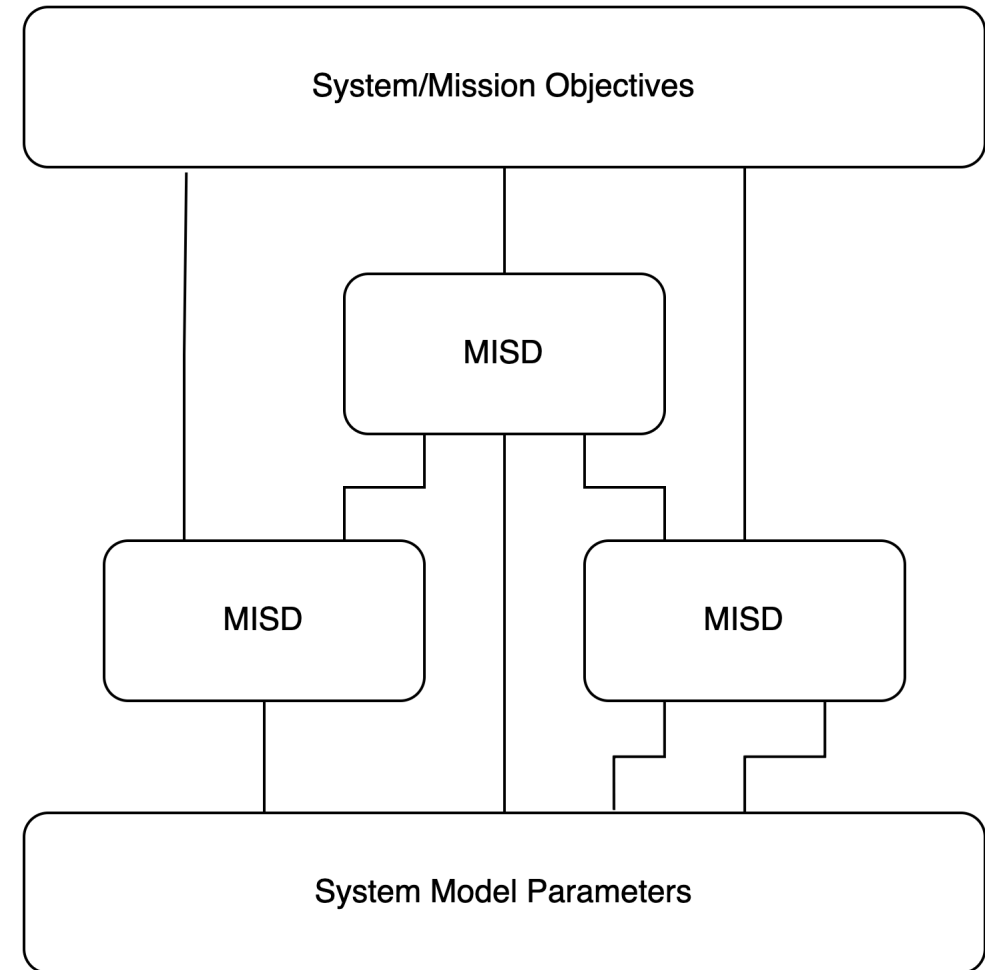 System/Mission Objectives
MISD
MISD
MISD
System Model Parameters